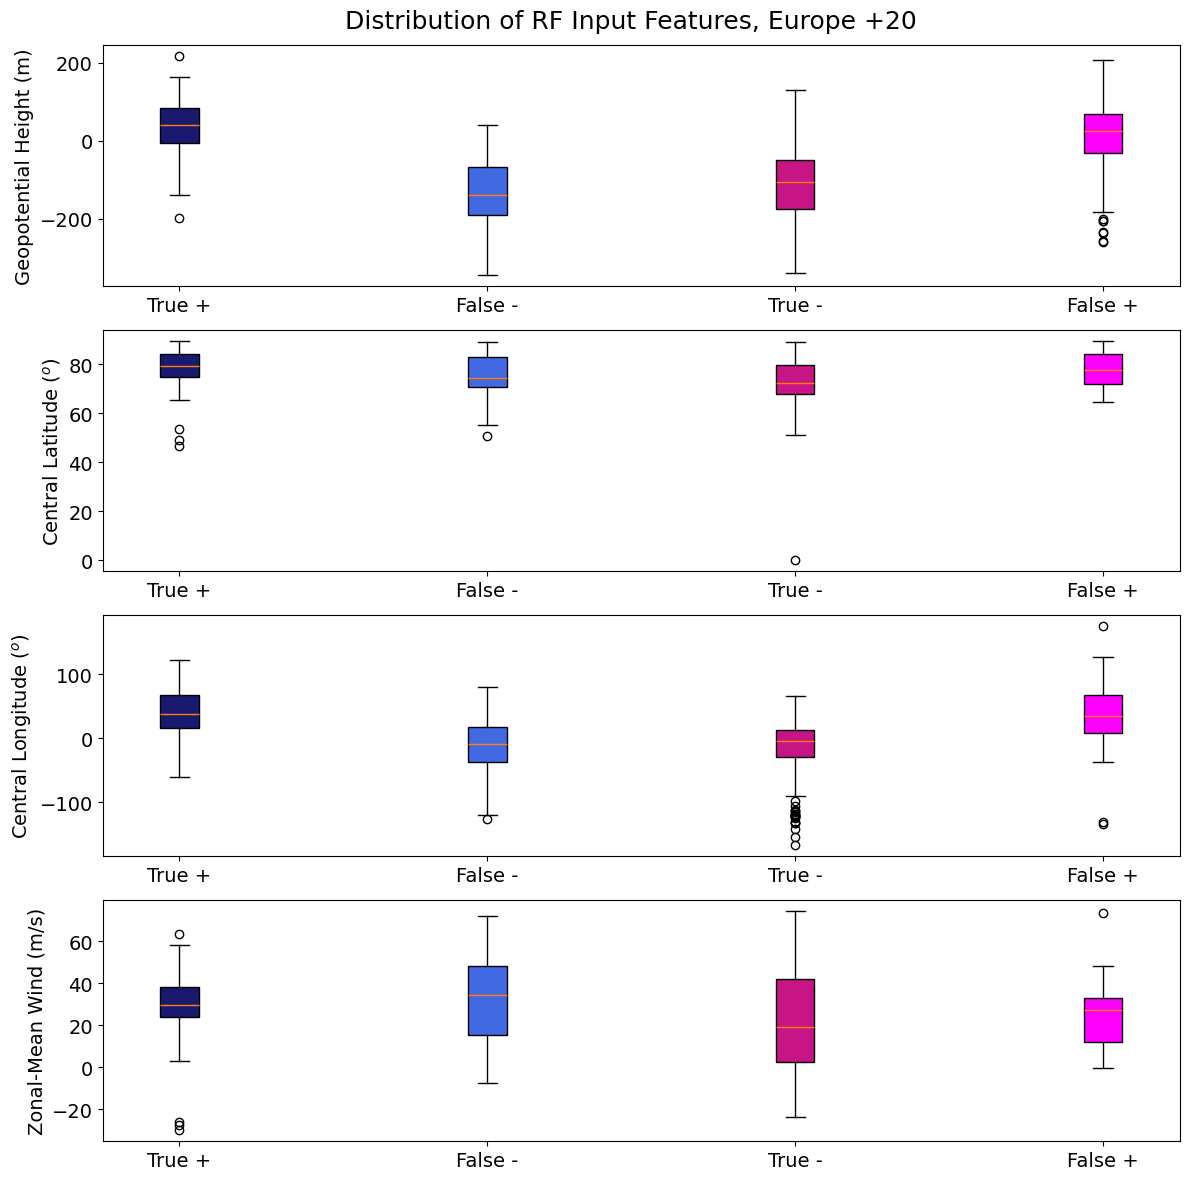 Distribution of RF Input Features, Europe +20
Geopotential Height (m)
200
0
−200
True +
False -
True -
False +
Central Latitude (°)
80
60
40
20
0
True +
False -
True -
False +
Central Longitude (°)
100
0
−100
True +
False -
True -
False +
Zonal-Mean Wind (m/s)
60
40
20
0
−20
True +
False -
True -
False +